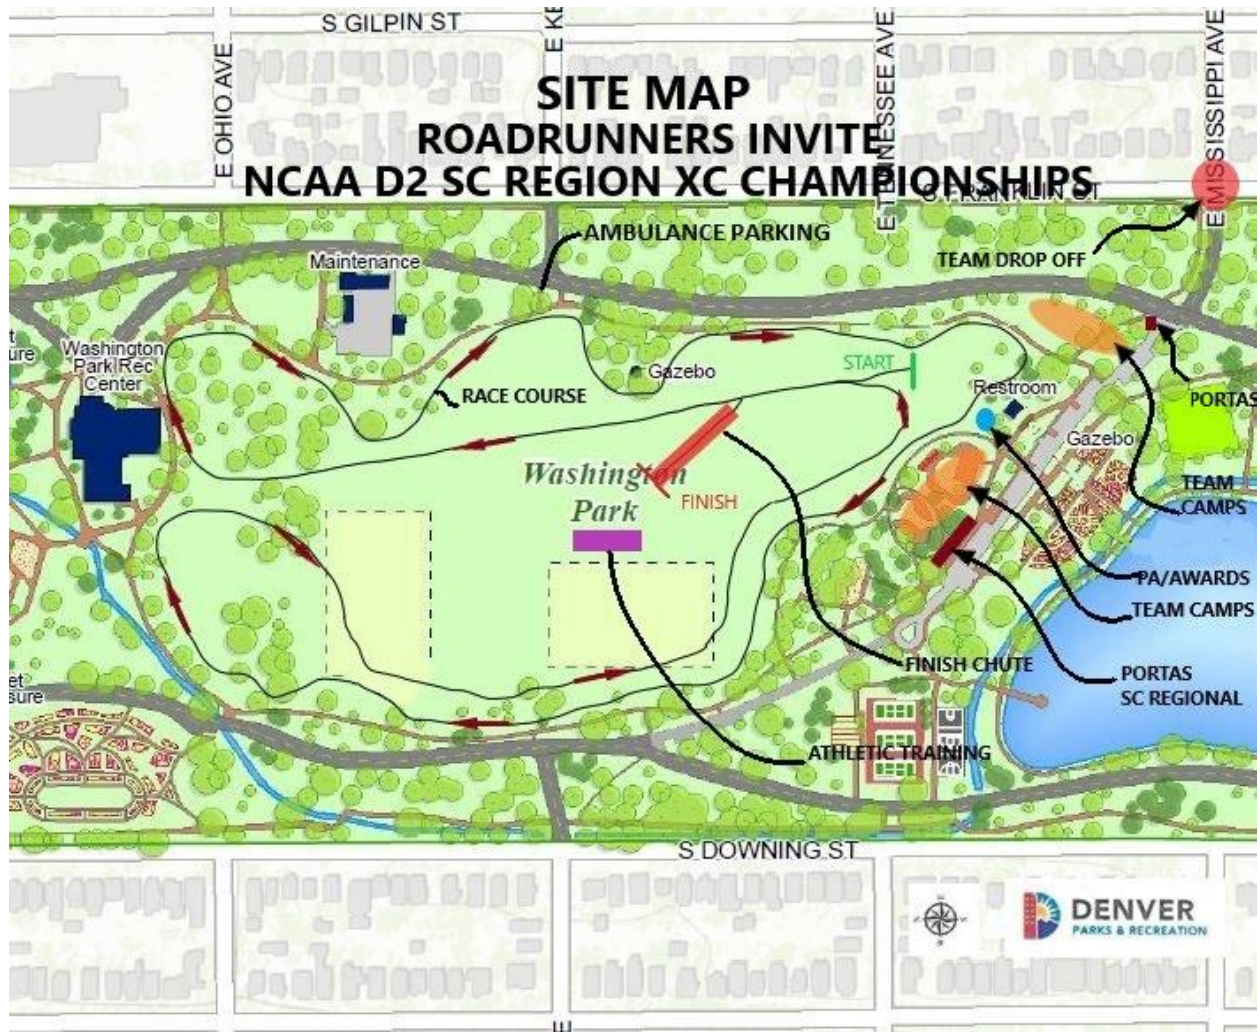 S GILPIN ST
E OHIO AVE
E KE
E TENNESSEE AVE
E MISSISSIPPI AVE
SITE MAP
ROADRUNNERS INVITE
NCAA D2 SC REGION XC CHAMPIONSHIPS
S FRANKLIN CT
AMBULANCE PARKING
TEAM DROP OFF
Maintenance
Washington
Park Rec
Center
RACE COURSE
Gazebo
START
Restroom
PORTAS
Gazebo
Washington
Park
FINISH
TEAM
CAMPS
PA/AWARDS
TEAM CAMPS
FINISH CHUTE
PORTAS
SC REGIONAL
ATHLETIC TRAINING
S DOWNING ST
DENVER
PARKS & RECREATION
E